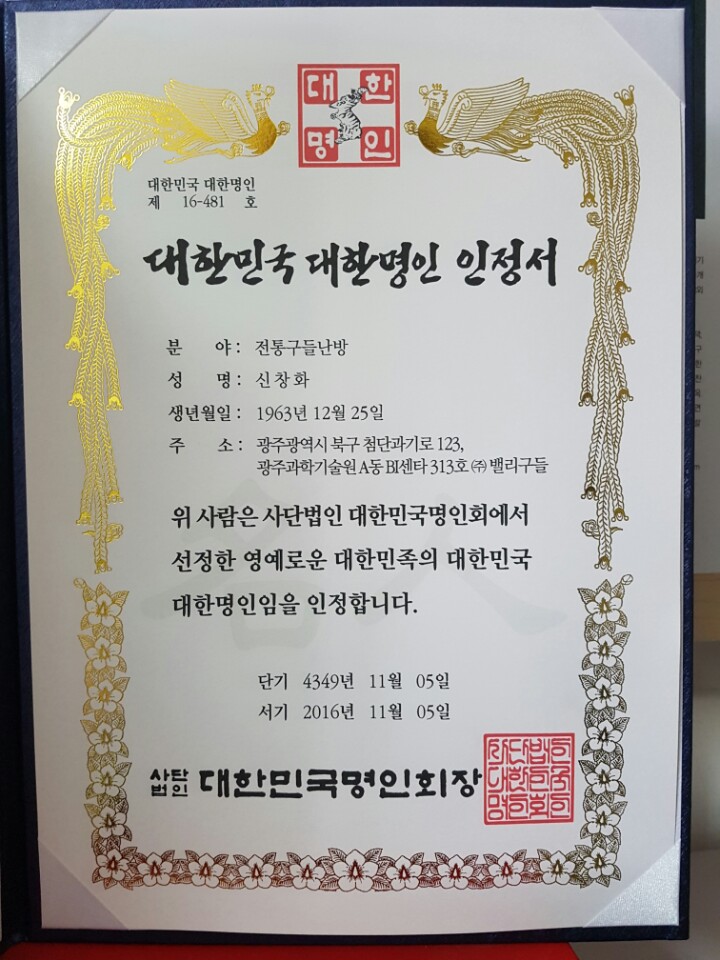 대한
명인
대한민국 대한명인
제 16-481 호
대한민국 대한명인 인정서
분 야 : 전통구들난방
성 명 : 신창화
생년월일 : 1963년 12월 25일
주 소 : 광주광역시 북구 첨단과기로 123,
광주과학기술원 A동 BI센타 313호 ㈜ 밸리구들
위 사람은 사단법인 대한민국명인회에서
선정한 영예로운 대한민족의 대한민국
대한명인임을 인정합니다.
단기 4349년 11월 05일
서기 2016년 11월 05일
사단법인 대한민국명인회장